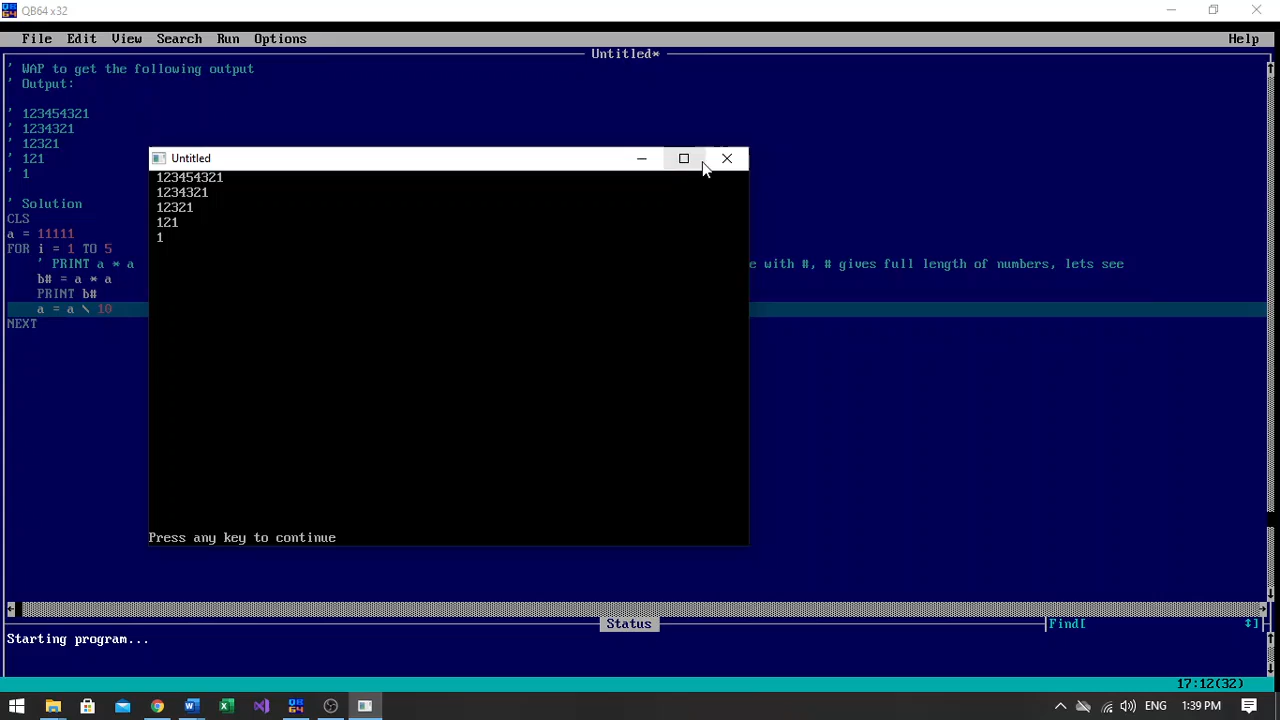 QB64 x32
File Edit View Search Run Options Help
Untitled*
' WAP to get the following output
' Output:
' 123454321
' 1234321
' 12321
' 121
' 1
' Solution
CLS
a = 11111
FOR i = 1 TO 5
' PRINT a * a e with #, # gives full length of numbers, lets see
b# = a * a
PRINT b#
a = a \ 10
NEXT
Untitled
123454321
1234321
12321
121
1
Press any key to continue
Status
Find[ ]
Starting program...
17:12(32)
ENG 1:39 PM